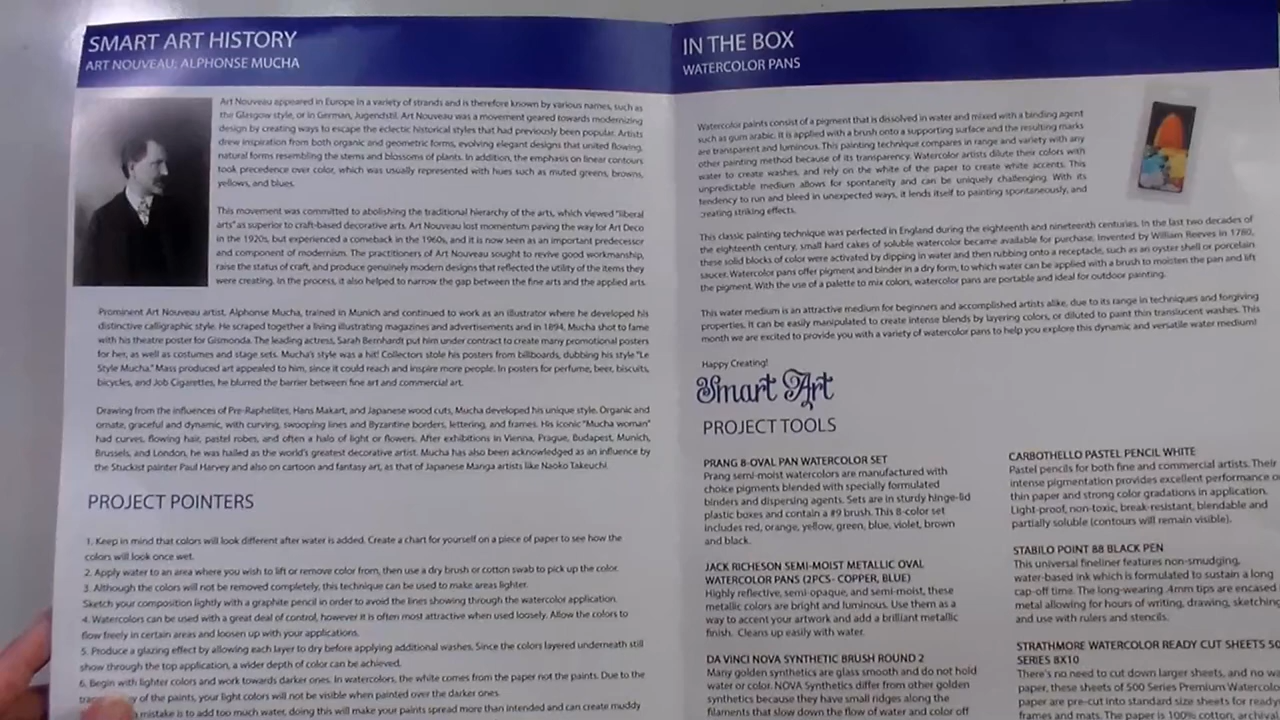 SMART ART HISTORY
ART NOUVEAU: ALPHONSE MUCHA
Art Nouveau appeared in Europe in a variety of strands and is therefore known by various names, such as
the Glasgow style, or in German, Jugendstil. Art Nouveau was a movement geared towards modernizing
design by creating ways to escape the eclectic historical styles that had previously been popular. Artists
drew inspiration from both organic and geometric forms, evolving elegant designs that united flowing,
natural forms resembling the stems and blossoms of plants. In addition, the emphasis on linear contours
took precedence over color, which was usually represented with hues such as muted greens, browns,
yellows, and blues.
This movement was committed to abolishing the traditional hierarchy of the arts, which viewed "liberal
arts" as superior to craft-based decorative arts. Art Nouveau lost momentum paving the way for Art Deco
in the 1920s, but experienced a comeback in the 1960s, and it is now seen as an important predecessor
and component of modernism. The practitioners of Art Nouveau sought to revive good workmanship,
raise the status of craft, and produce genuinely modern designs that reflected the utility of the items they
were creating. In the process, it also helped to narrow the gap between the fine arts and the applied arts.
Prominent Art Nouveau artist, Alphonse Mucha, trained in Munich and continued to work as an illustrator where he developed his
distinctive calligraphic style. He scraped together a living illustrating magazines and advertisements and in 1894, Mucha shot to fame
with his theatre poster for Gismonda. The leading actress, Sarah Bernhardt put him under contract to create many promotional posters
for her, as well as costumes and stage sets. Mucha's style was a hit! Collectors stole his posters from billboards, dubbing his style "Le
Style Mucha." Mass produced art appealed to him, since it could reach and inspire more people. In posters for perfume, beer, biscuits,
bicycles, and Job Cigarettes, he blurred the barrier between fine art and commercial art.
Drawing from the influences of Pre-Raphelites, Hans Makart, and Japanese wood cuts, Mucha developed his unique style. Organic and
ornate, graceful and dynamic, with curving, swooping lines and Byzantine borders, lettering, and frames. His iconic "Mucha woman"
had curves, flowing hair, pastel robes, and often a halo of light or flowers. After exhibitions in Vienna, Prague, Budapest, Munich,
Brussels, and London, he was hailed as the world's greatest decorative artist. Mucha has also been acknowledged as an influence by
the Stuckist painter Paul Harvey and also on cartoon and fantasy art, as that of Japanese Manga artists like Naoko Takeuchi.
PROJECT POINTERS
1. Keep in mind that colors will look different after water is added. Create a chart for yourself on a piece of paper to see how the
colors will look once wet.
2. Apply water to an area where you wish to lift or remove color from, then use a dry brush or cotton swab to pick up the color.
3. Although the colors will not be removed completely, this technique can be used to make areas lighter.
Sketch your composition lightly with a graphite pencil in order to avoid the lines showing through the watercolor application.
4. Watercolors can be used with a great deal of control, however it is often most attractive when used loosely. Allow the colors to
flow freely in certain areas and loosen up with your applications.
5. Produce a glazing effect by allowing each layer to dry before applying additional washes. Since the colors layered underneath still
show through the top application, a wider depth of color can be achieved.
6. Begin with lighter colors and work towards darker ones. In watercolors, the white comes from the paper not the paints. Due to the
of the paints, your light colors will not be visible when painted over the darker ones.
mistake is to add too much water, doing this will make your paints spread more than intended and can create muddy
IN THE BOX
WATERCOLOR PANS
Watercolor paints consist of a pigment that is dissolved in water and mixed with a binding agent
such as gum arabic. It is applied with a brush onto a supporting surface and the resulting marks
are transparent and luminous. This painting technique compares in range and variety with any
other painting method because of its transparency. Watercolor artists dilute their colors with
water to create washes, and rely on the white of the paper to create white accents. This
unpredictable medium allows for spontaneity and can be uniquely challenging. With its
tendency to run and bleed in unexpected ways, it lends itself to painting spontaneously, and
creating striking effects.
This classic painting technique was perfected in England during the eighteenth and nineteenth centuries. In the last two decades of
the eighteenth century, small hard cakes of soluble watercolor became available for purchase. Invented by William Reeves in 1780,
these solid blocks of color were activated by dipping in water and then rubbing onto a receptacle, such as an oyster shell or porcelain
saucer. Watercolor pans offer pigment and binder in a dry form, to which water can be applied with a brush to moisten the pan and lift
the pigment. With the use of a palette to mix colors, watercolor pans are portable and ideal for outdoor painting.
This water medium is an attractive medium for beginners and accomplished artists alike, due to its range in techniques and forgiving
properties. It can be easily manipulated to create intense blends by layering colors, or diluted to paint thin translucent washes. This
month we are excited to provide you with a variety of watercolor pans to help you explore this dynamic and versatile water medium!
Happy Creating!
Smart Art
PROJECT TOOLS
PRANG 8-OVAL PAN WATERCOLOR SET
Prang semi-moist watercolors are manufactured with
choice pigments blended with specially formulated
binders and dispersing agents. Sets are in sturdy hinge-lid
plastic boxes and contain a #9 brush. This 8-color set
includes red, orange, yellow, green, blue, violet, brown
and black.
JACK RICHESON SEMI-MOIST METALLIC OVAL
WATERCOLOR PANS (2PCS- COPPER, BLUE)
Highly reflective, semi-opaque, and semi-moist, these
metallic colors are bright and luminous. Use them as a
way to accent your artwork and add a brilliant metallic
finish. Cleans up easily with water.
DA VINCI NOVA SYNTHETIC BRUSH ROUND 2
Many golden synthetics are glass smooth and do not hold
water or color. NOVA Synthetics differ from other golden
synthetics because they have small ridges along the
filaments that slow down the flow of water and color off
CARBOTHELLO PASTEL PENCIL WHITE
Pastel pencils for both fine and commercial artists. Their
intense pigmentation provides excellent performance on
thin paper and strong color gradations in application.
Light-proof, non-toxic, break-resistant, blendable and
partially soluble (contours will remain visible).
STABILO POINT 88 BLACK PEN
This universal fineliner features non-smudging,
water-based ink which is formulated to sustain a long
cap-off time. The long-wearing .4mm tips are encased
metal allowing for hours of writing, drawing, sketching
and use with rulers and stencils.
STRATHMORE WATERCOLOR READY CUT SHEETS
SERIES 8X10
There's no need to cut down larger sheets, and no
paper, these sheets of 500 Series Premium
paper are pre-cut into standard size sheets for ready
frames and mats. The paper is 100% cotton, archival